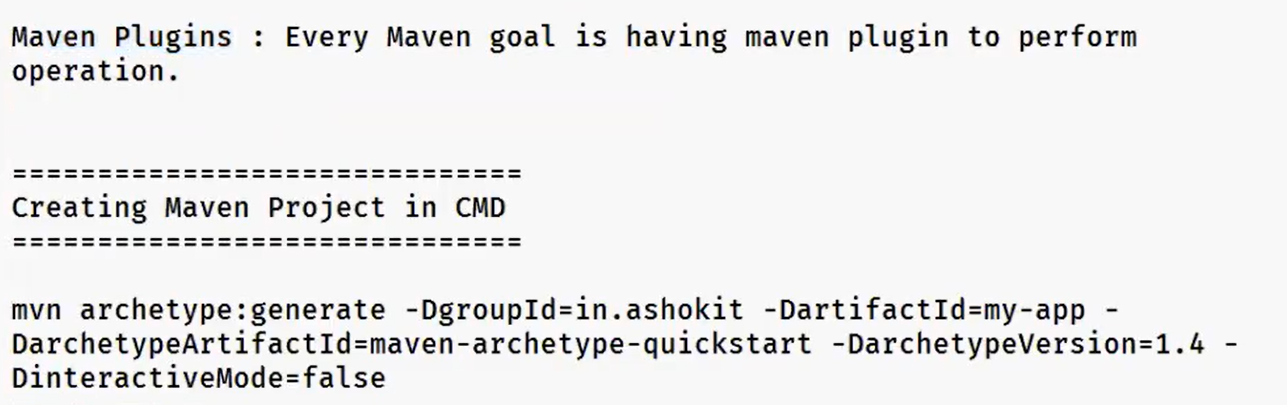 Maven Plugins : Every Maven goal is having maven plugin to perform
operation.
==============================
Creating Maven Project in CMD
==============================
mvn archetype:generate -DgroupId=in.ashokit -DartifactId=my-app -
DarchetypeArtifactId=maven-archetype-quickstart -DarchetypeVersion=1.4 -
DinteractiveMode=false